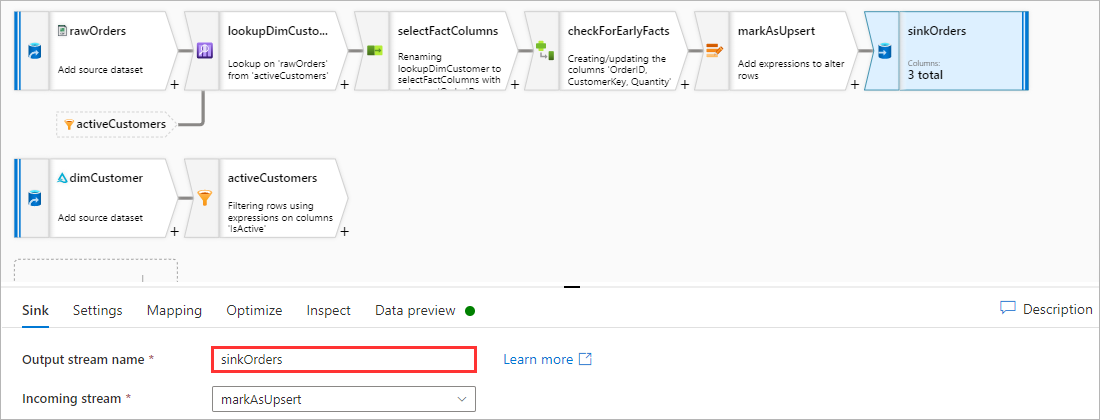 rawOrders
Add source dataset
+
lookupDimCusto...
Lookup on 'rawOrders'
from 'activeCustomers'
+
selectFactColumns
Renaming
lookupDimCustomer to
selectFactColumns with
+
checkForEarlyFacts
Creating/updating the
columns 'OrderID,
CustomerKey, Quantity'
+
markAsUpsert
Add expressions to alter
rows
+
sinkOrders
Columns:
3 total
activeCustomers
dimCustomer
Add source dataset
+
activeCustomers
Filtering rows using
expressions on columns
'IsActive'
+
Sink Settings Mapping Optimize Inspect Data preview Description
Output stream name * sinkOrders Learn more
Incoming stream * markAsUpsert